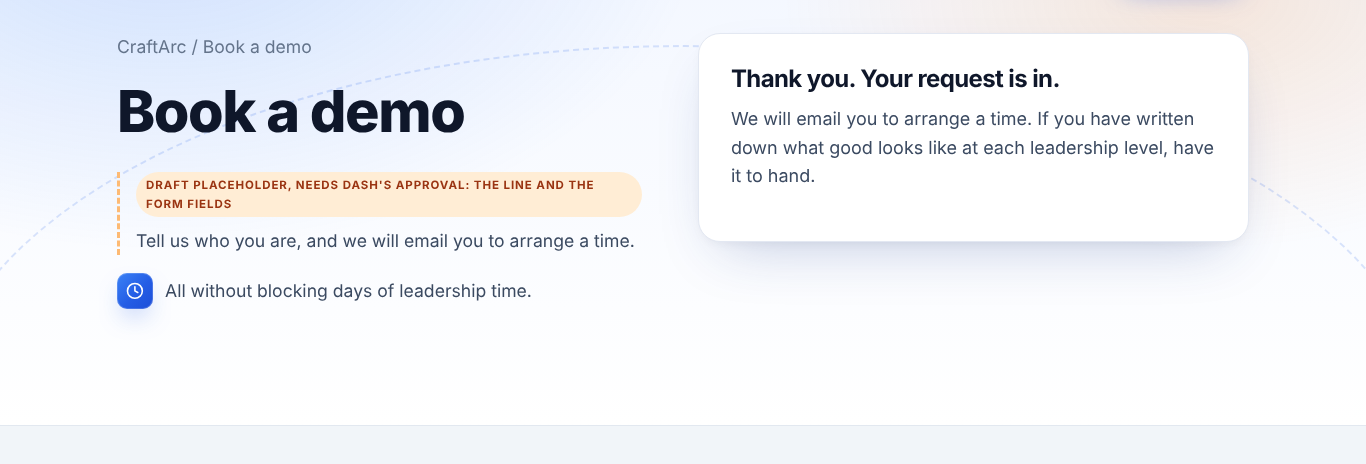 CraftArc / Book a demo
Book a demo
DRAFT PLACEHOLDER, NEEDS DASH'S APPROVAL: THE LINE AND THE
FORM FIELDS
Tell us who you are, and we will email you to arrange a time.
All without blocking days of leadership time.
Thank you. Your request is in.
We will email you to arrange a time. If you have written
down what good looks like at each leadership level, have
it to hand.